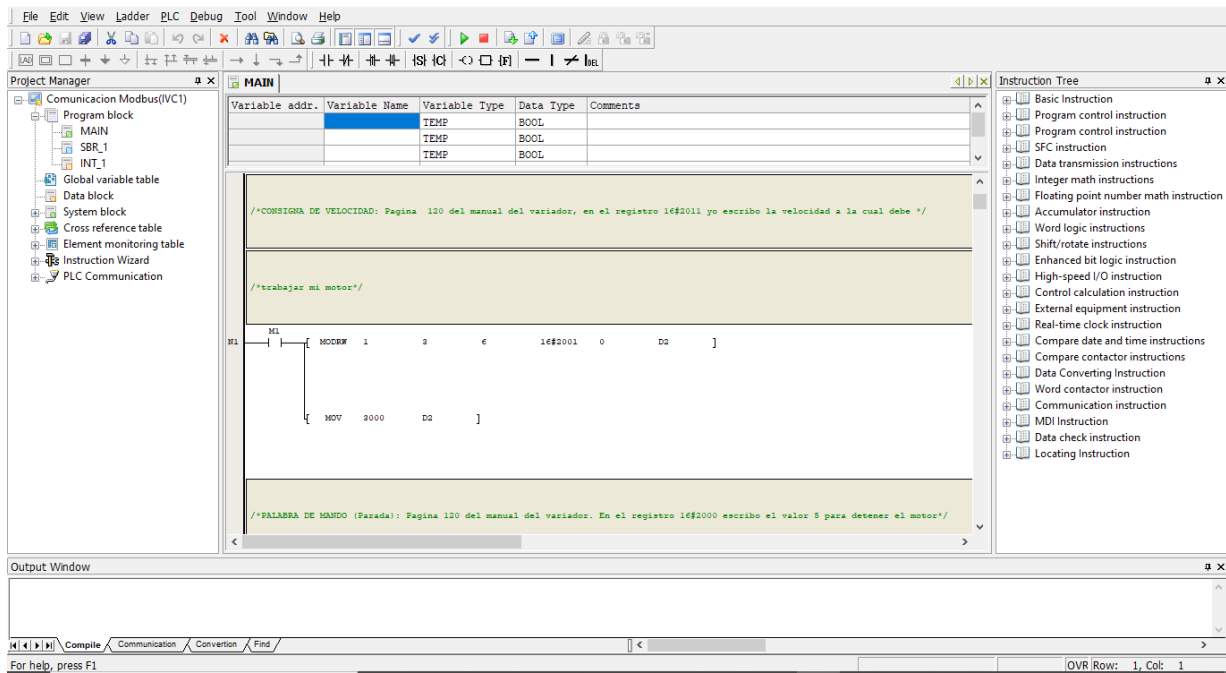 File Edit View Ladder PLC Debug Tool Window Help
Project Manager
Comunicacion Modbus(IVC1)
Program block
MAIN
SBR_1
INT_1
Global variable table
Data block
System block
Cross reference table
Element monitoring table
Instruction Wizard
PLC Communication
MAIN
Variable addr. Variable Name Variable Type Data Type Comments
TEMP BOOL
TEMP BOOL
TEMP BOOL
/*CONSIGNA DE VELOCIDAD: Pagina 120 del manual del variador, en el registro 16#2011 yo escribo la velocidad a la cual debe */
/*trabajar mi motor*/
M1
N1 [ MODRW 1 3 6 16#2001 0 D2 ]
[ MOV 3000 D2 ]
/*PALABRA DE MANDO (Parada): Pagina 120 del manual del variador. En el registro 16#2000 escribo el valor 5 para detener el motor*/
Instruction Tree
Basic Instruction
Program control instruction
Program control instruction
SFC instruction
Data transmission instructions
Integer math instructions
Floating point number math instruction
Accumulator instruction
Word logic instructions
Shift/rotate instructions
Enhanced bit logic instruction
High-speed I/O instruction
Control calculation instruction
External equipment instruction
Real-time clock instruction
Compare date and time instructions
Compare contactor instructions
Data Converting Instruction
Word contactor instruction
Communication instruction
MDI Instruction
Data check instruction
Locating Instruction
Output Window
Compile Communication Convertion Find
For help, press F1
OVR Row: 1, Col: 1